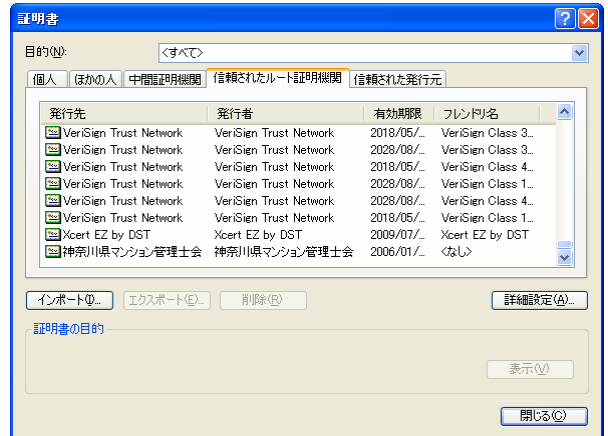 証明書
目的(N): <すべて>
個人 ほかの人 中間証明機関 信頼されたルート証明機関 信頼された発行元
発行先 発行者 有効期限 フレンドリ名
VeriSign Trust Network VeriSign Trust Network 2018/05/... VeriSign Class 3...
VeriSign Trust Network VeriSign Trust Network 2028/08/... VeriSign Class 3...
VeriSign Trust Network VeriSign Trust Network 2018/05/... VeriSign Class 4...
VeriSign Trust Network VeriSign Trust Network 2028/08/... VeriSign Class 1...
VeriSign Trust Network VeriSign Trust Network 2028/08/... VeriSign Class 4...
VeriSign Trust Network VeriSign Trust Network 2018/05/... VeriSign Class 1...
Xcert EZ by DST Xcert EZ by DST 2009/07/... Xcert EZ by DST
神奈川県マンション管理士会 神奈川県マンション管理士会 2006/01/... <なし>
インポート(I)... エクスポート(E)... 削除(R) 詳細設定(A)...
証明書の目的
表示(V)
閉じる(C)